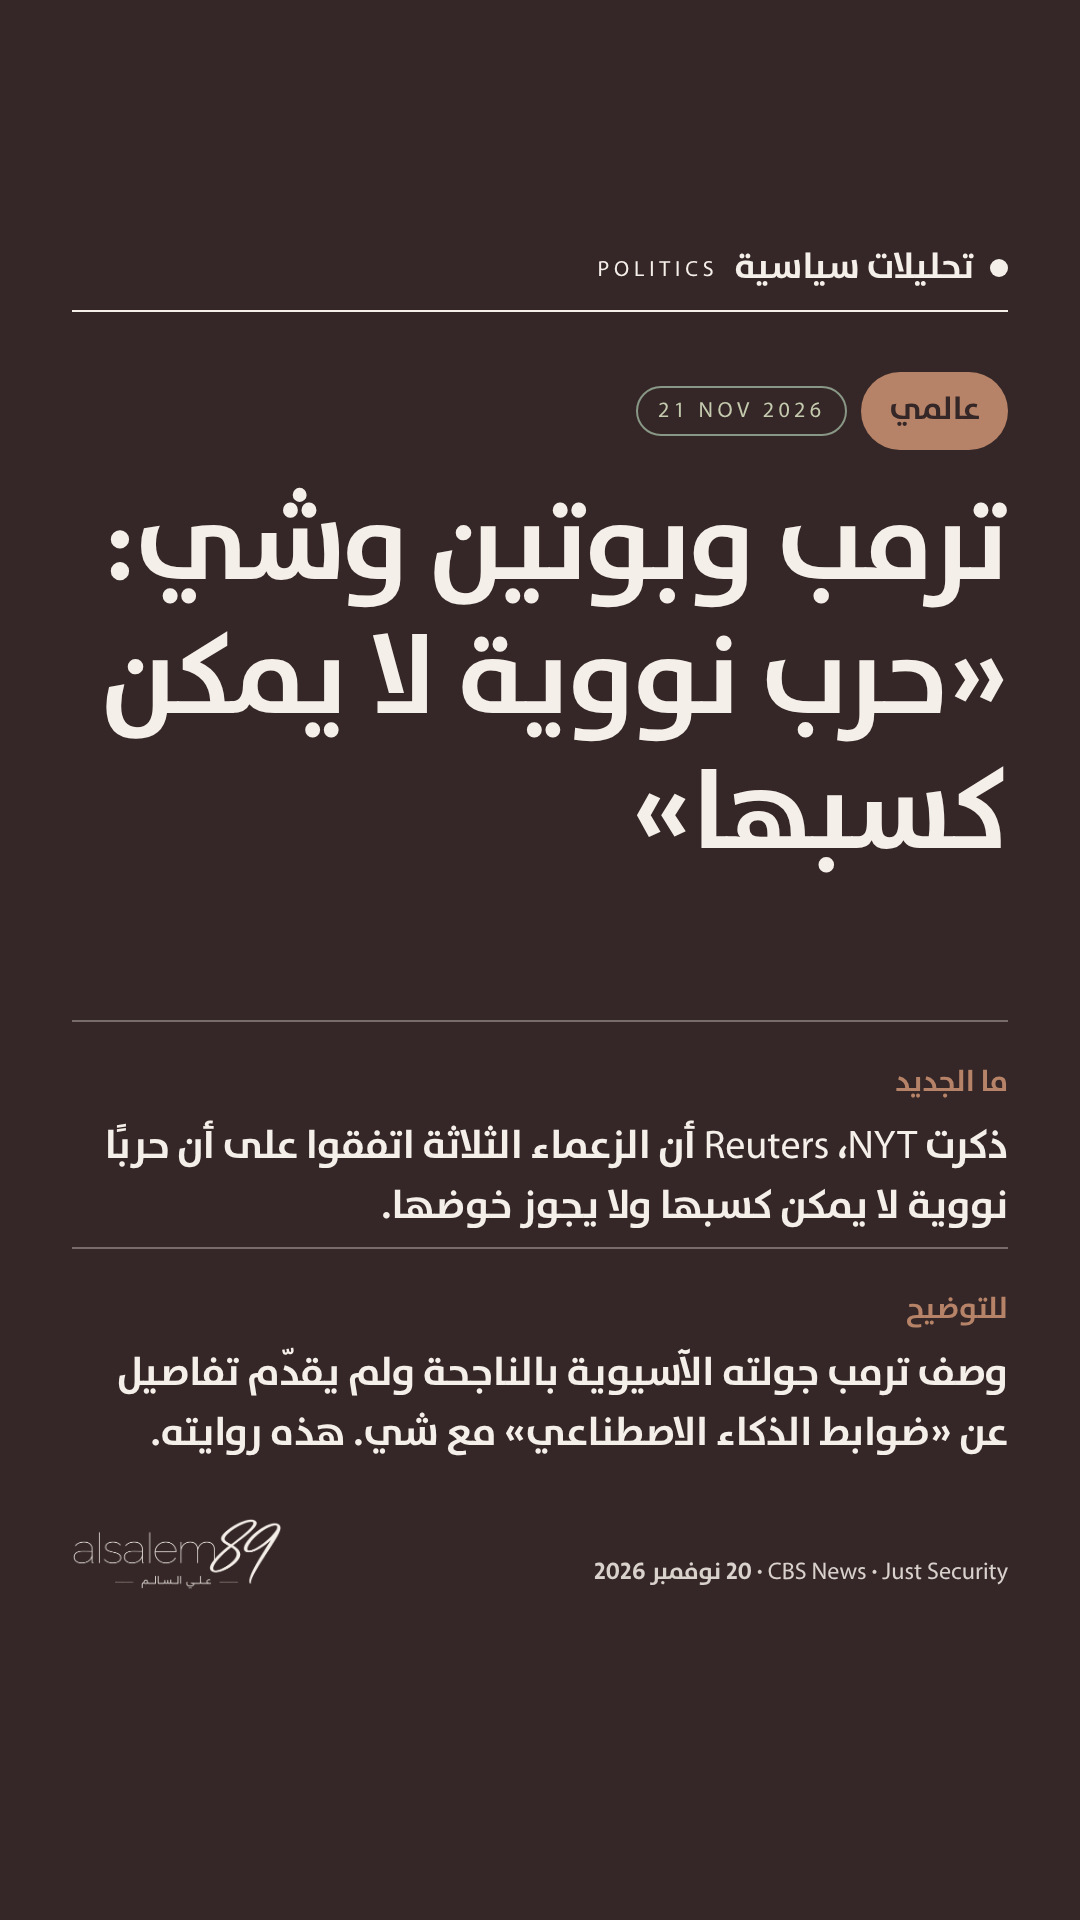 تحليلات سياسية POLITICS
عالمي 21 NOV 2026
ترمب وبوتين وشي:
«حرب نووية لا يمكن
كسبها»
ما الجديد
ذكرت Reuters ،NYT أن الزعماء الثلاثة اتفقوا على أن حربًا
نووية لا يمكن كسبها ولا يجوز خوضها.
للتوضيح
وصف ترمب جولته الآسيوية بالناجحة ولم يقدّم تفاصيل
عن «ضوابط الذكاء الاصطناعي» مع شي. هذه روايته.
20 نوفمبر 2026 · CBS News · Just Security
alsalem89
علي السالم